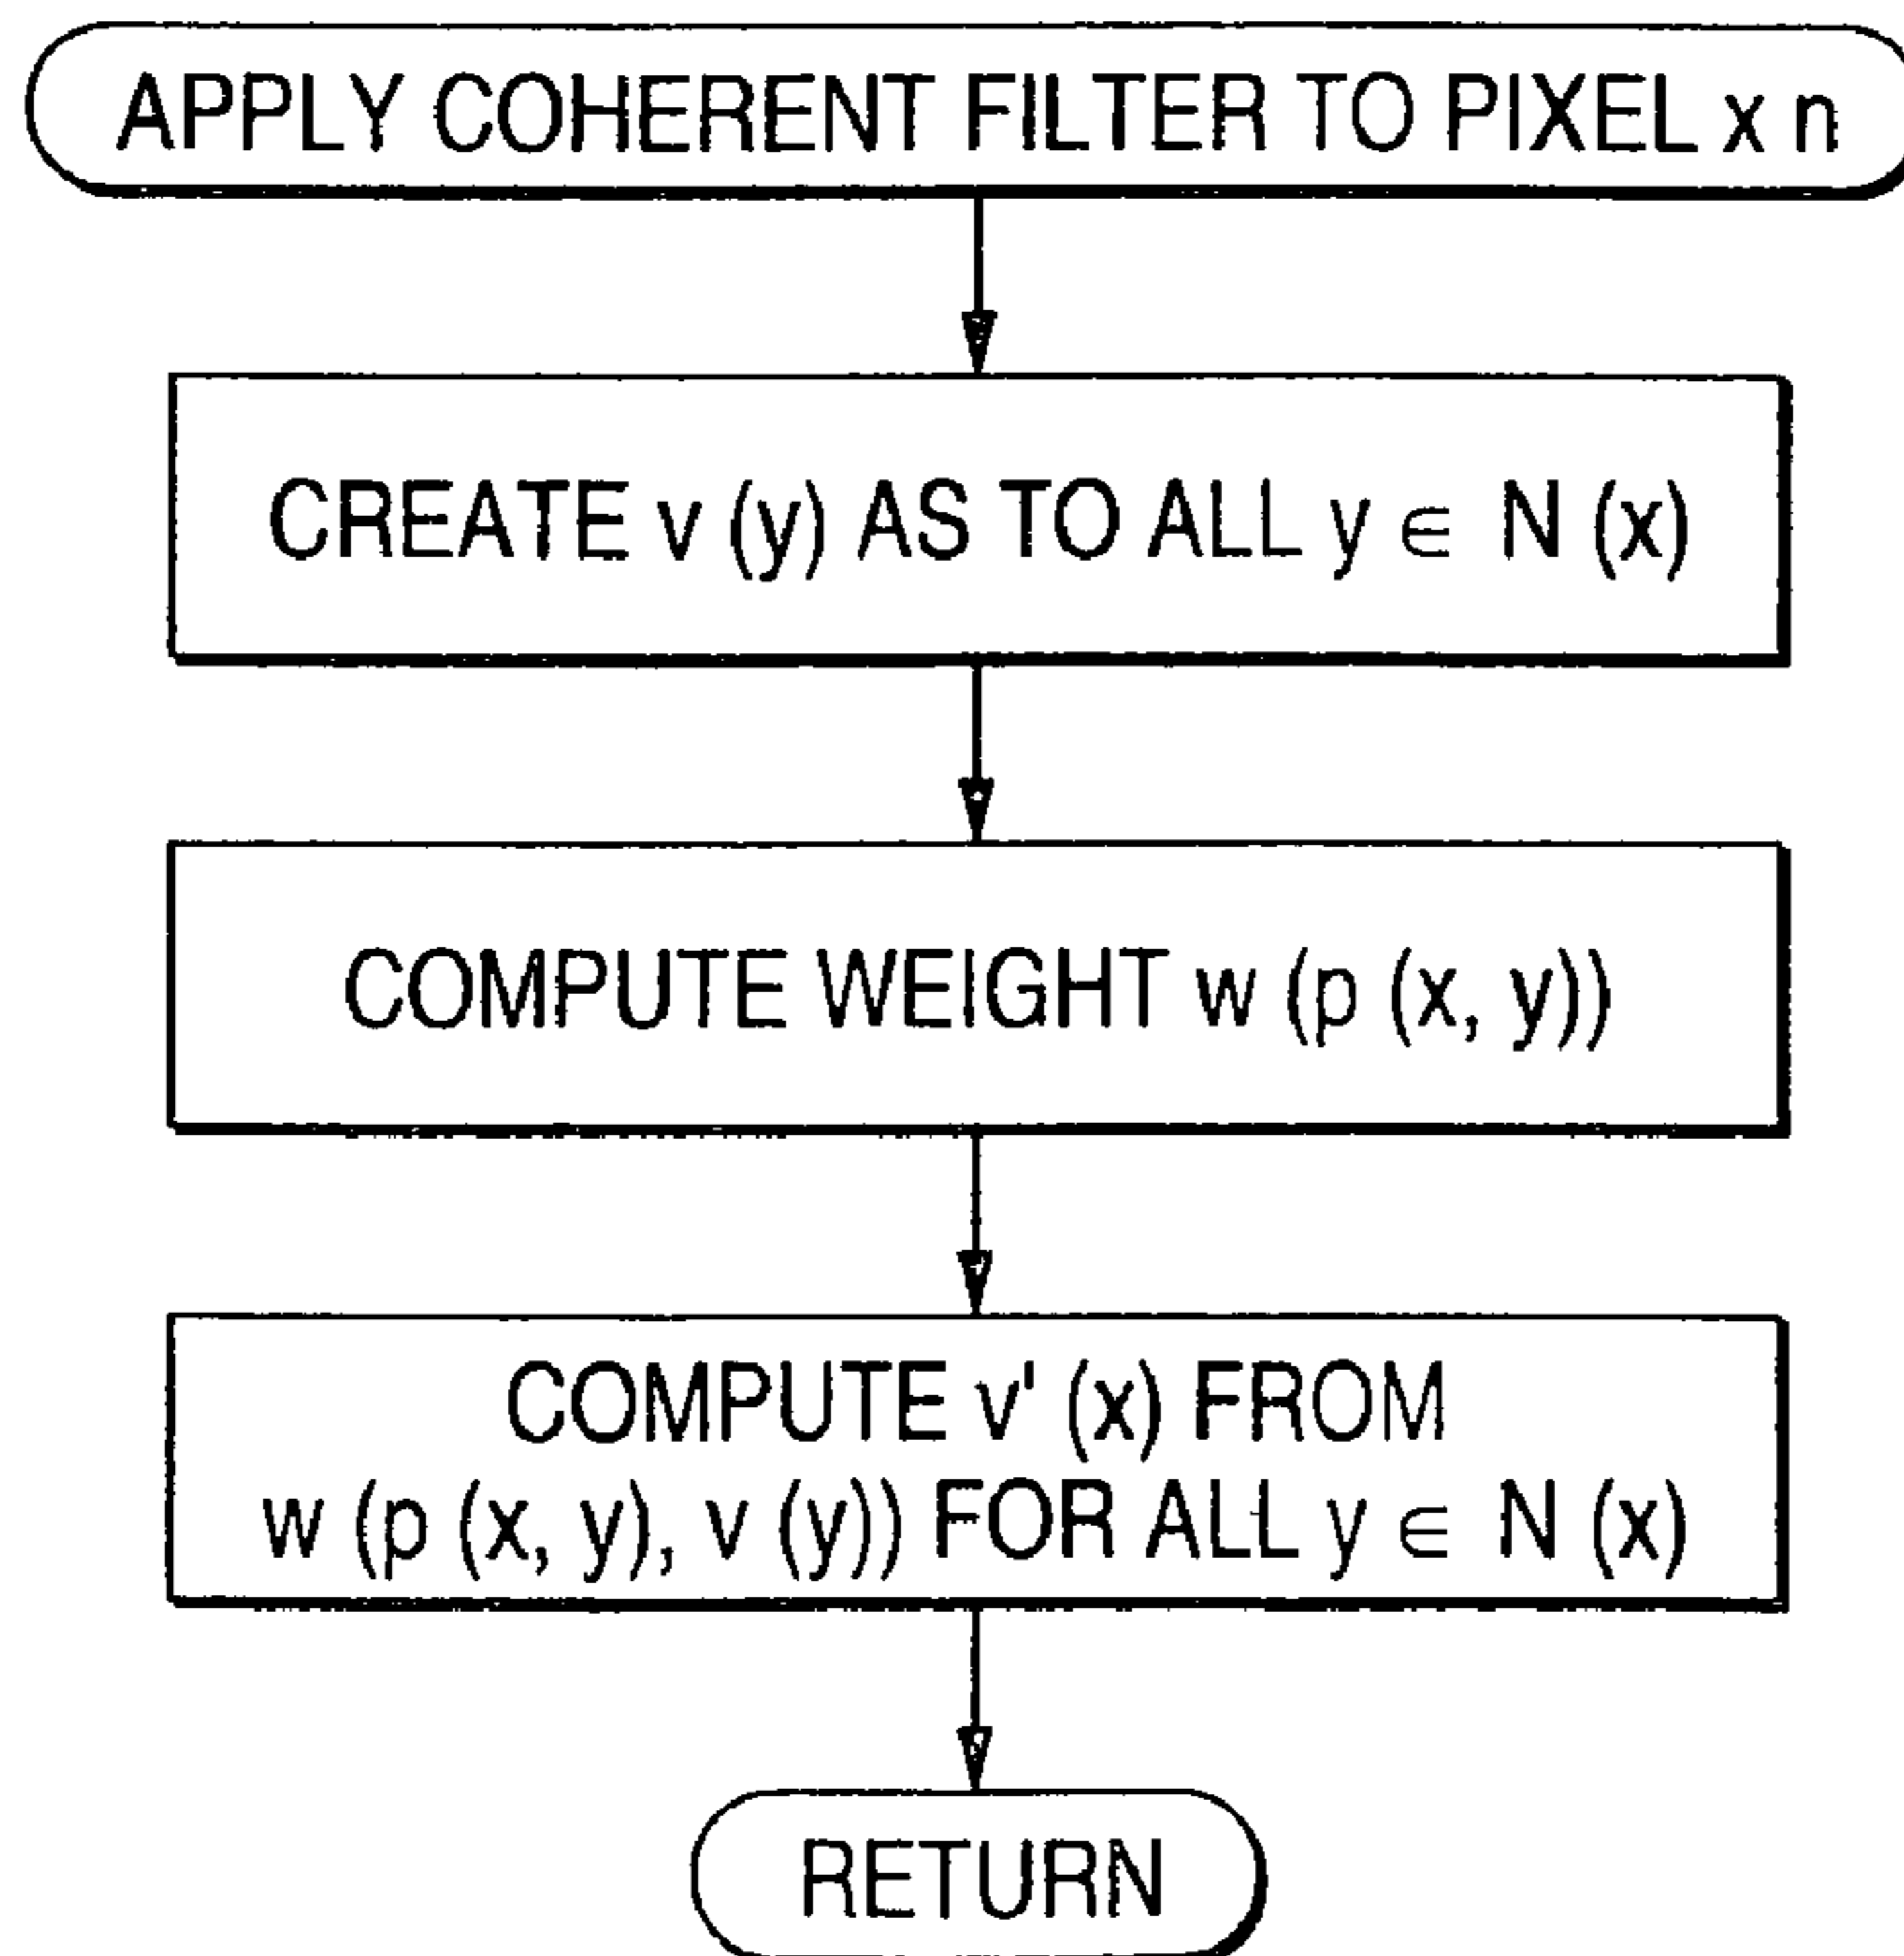 APPLY COHERENT FILTER TO PIXEL x n
CREATE v (y) AS TO ALL y ∈ N (x)
COMPUTE WEIGHT w (p (x, y))
COMPUTE v' (x) FROM
w (p (x, y), v (y)) FOR ALL y ∈ N (x)
RETURN